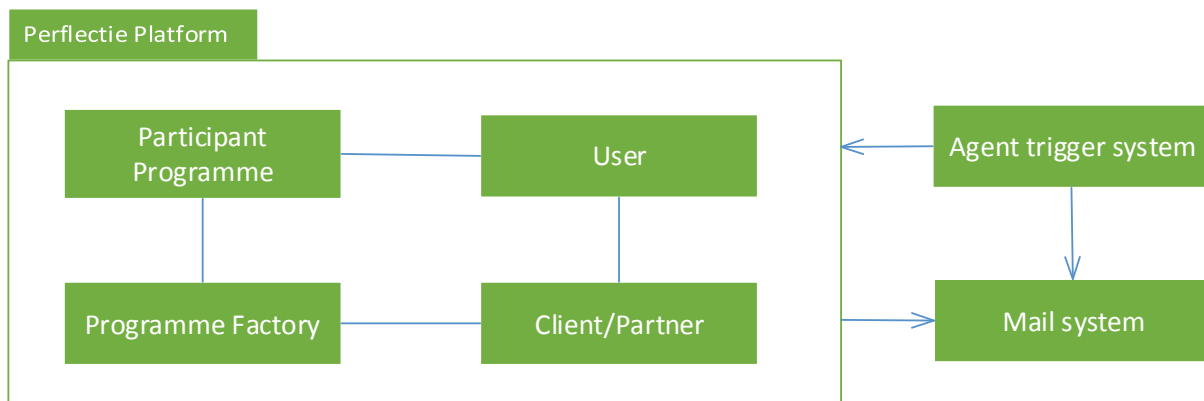 Perflectie Platform
Participant
Programme
User
Agent trigger system
Programme Factory
Client/Partner
Mail system